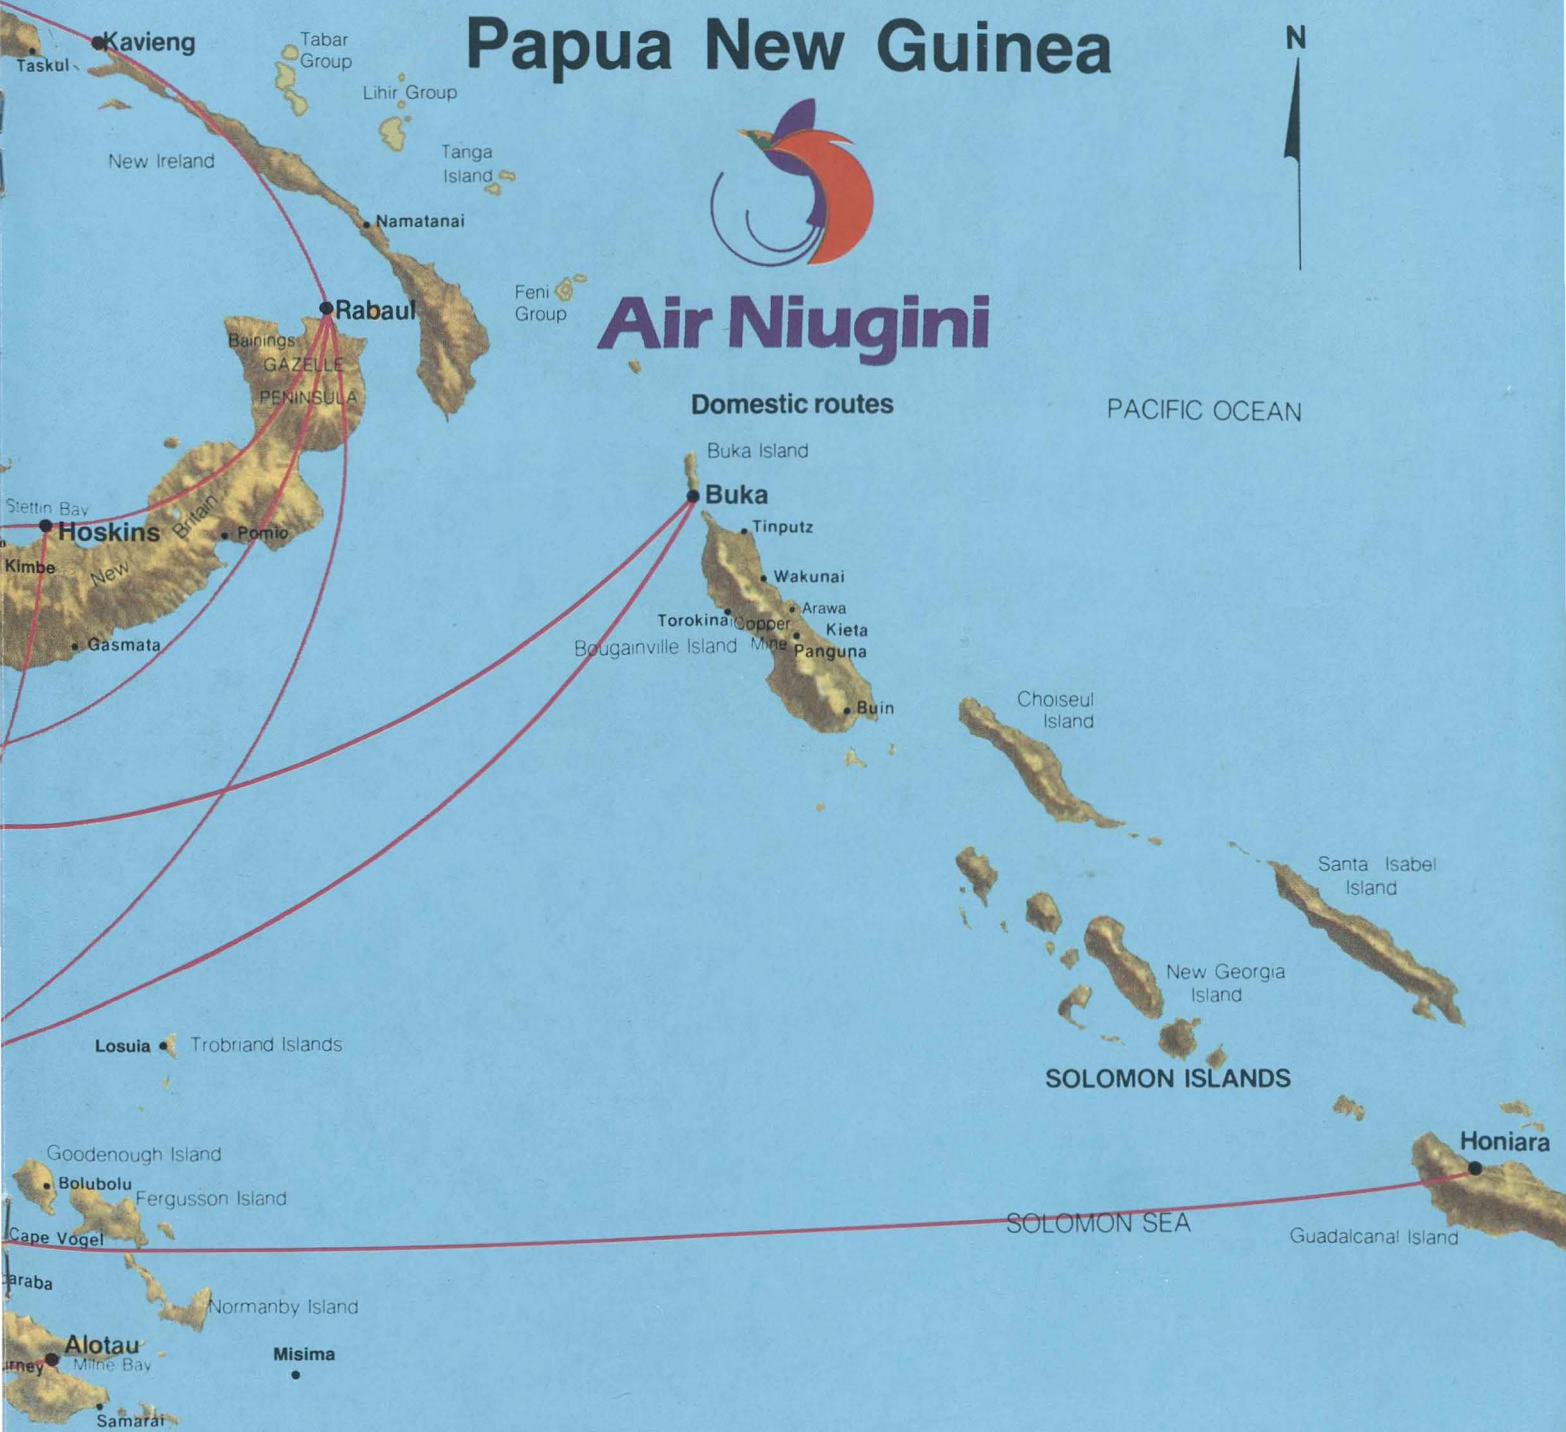 Papua New Guinea
N
Kavieng
Taskul
Tabar
Group
Lihir Group
New Ireland
Tanga
Island
Namatanai
Feni
Group
Rabaul
Air Niugini
Bainings
GAZELLE
PENINSULA
Domestic routes
PACIFIC OCEAN
Buka Island
Buka
Stettin Bay
Hoskins
New Britain
Pomio
Kimbe
Gasmata
Tinputz
Wakunai
Arawa
Torokina
Copper
Mine
Kieta
Panguna
Bougainville Island
Buin
Choiseul
Island
Santa Isabel
Island
New Georgia
Island
SOLOMON ISLANDS
Losuia
Trobriand Islands
Honiara
Goodenough Island
Bolubolu
Fergusson Island
SOLOMON SEA
Guadalcanal Island
Cape Vogel
araba
Normanby Island
Alotau
Milne Bay
urney
Misima
Samarai